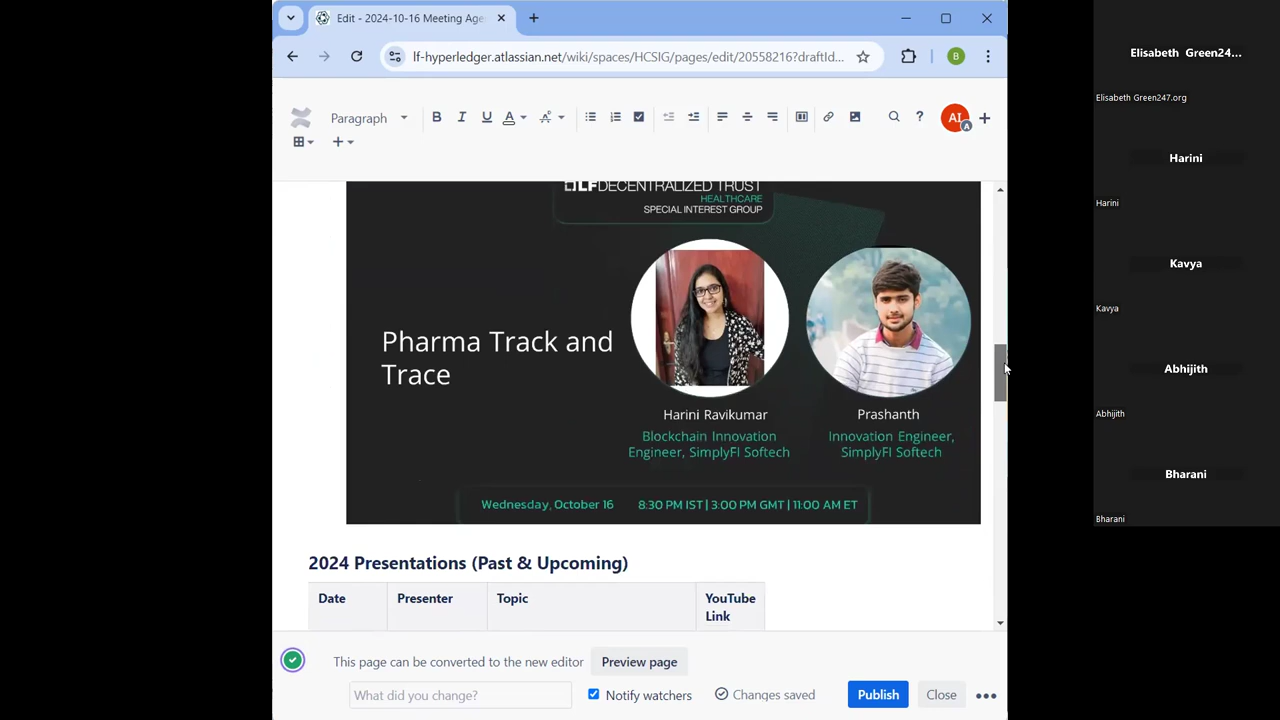 Edit - 2024-10-16 Meeting Age
lf-hyperledger.atlassian.net/wiki/spaces/HCSIG/pages/edit/20558216?draftId...
B
Paragraph
B I U A
? AI A
LFDECENTRALIZED TRUST
HEALTHCARE
SPECIAL INTEREST GROUP
Pharma Track and
Trace
Harini Ravikumar
Blockchain Innovation
Engineer, SimplyFI Softech
Prashanth
Innovation Engineer,
SimplyFI Softech
Wednesday, October 16 8:30 PM IST | 3:00 PM GMT | 11:00 AM ET
2024 Presentations (Past & Upcoming)
Date Presenter Topic YouTube
Link
This page can be converted to the new editor Preview page
What did you change? Notify watchers Changes saved Publish Close
Elisabeth Green24...
Elisabeth Green247.org
Harini
Harini
Kavya
Kavya
Abhijith
Abhijith
Bharani
Bharani